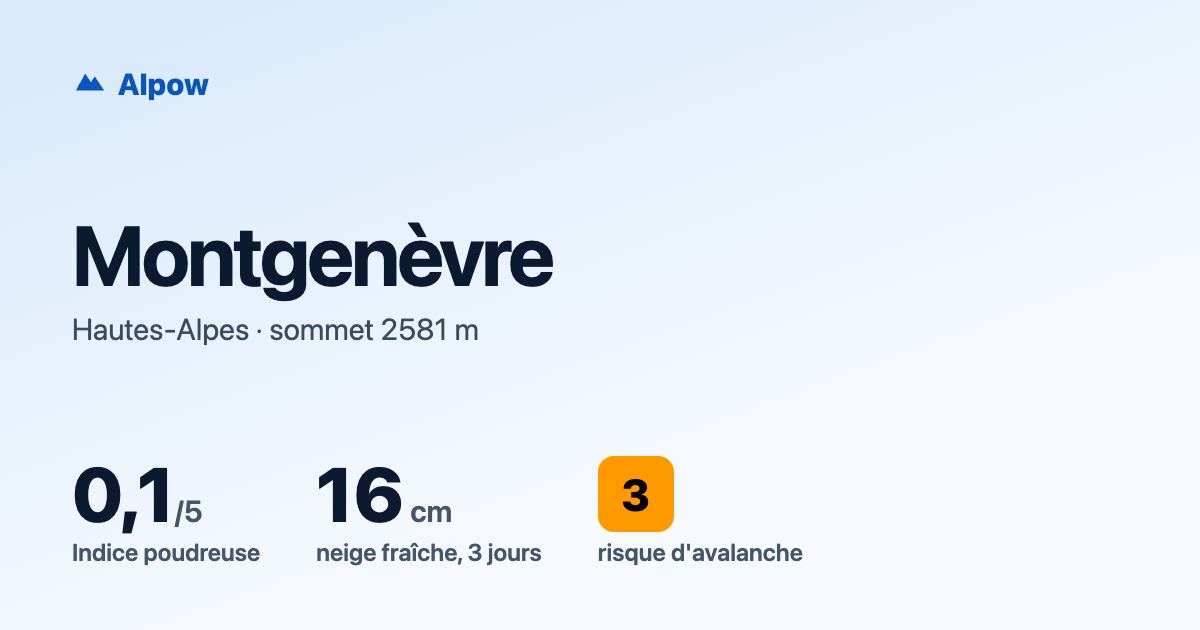 Alpow
Montgenèvre
Hautes-Alpes · sommet 2581 m
0,1/5
Indice poudreuse
16 cm
neige fraîche, 3 jours
3
risque d'avalanche